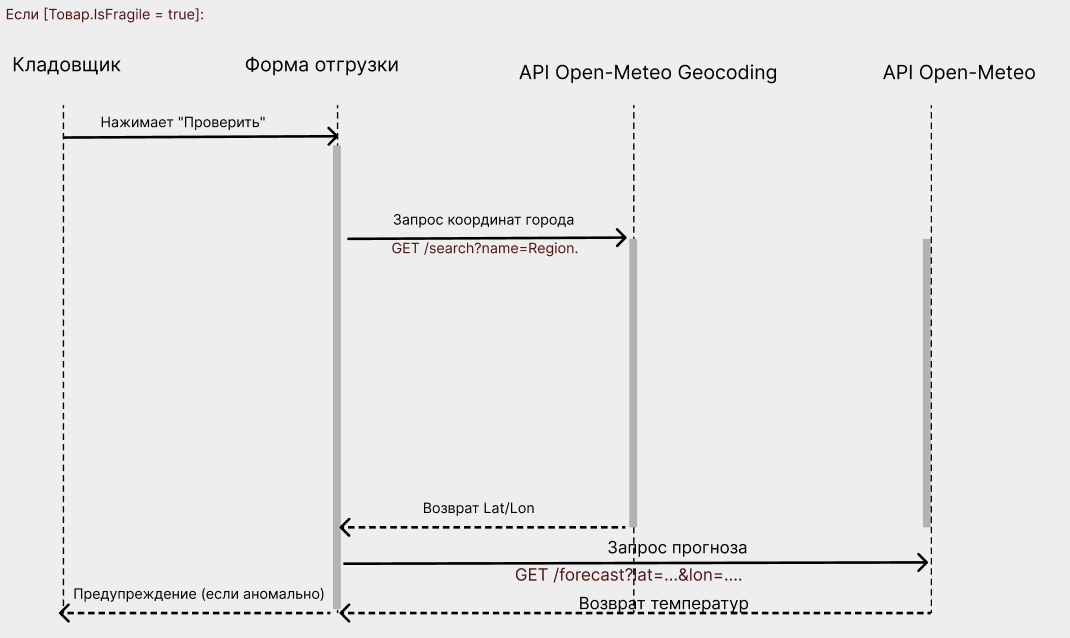 Если [Товар.IsFragile = true]:
Кладовщик
Форма отгрузки
API Open-Meteo Geocoding
API Open-Meteo
Нажимает "Проверить"
Запрос координат города
GET /search?name=Region.
Возврат Lat/Lon
Запрос прогноза
GET /forecast?lat=...&lon=....
Предупреждение (если аномально)
Возврат температур